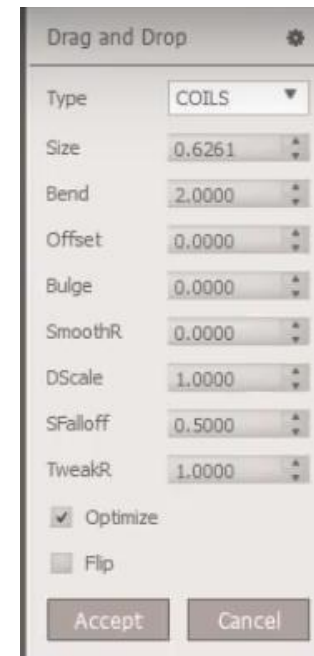 Drag and Drop
Type COILS
Size 0.6261
Bend 2.0000
Offset 0.0000
Bulge 0.0000
SmoothR 0.0000
DScale 1.0000
SFalloff 0.5000
TweakR 1.0000
Optimize
Flip
Accept Cancel